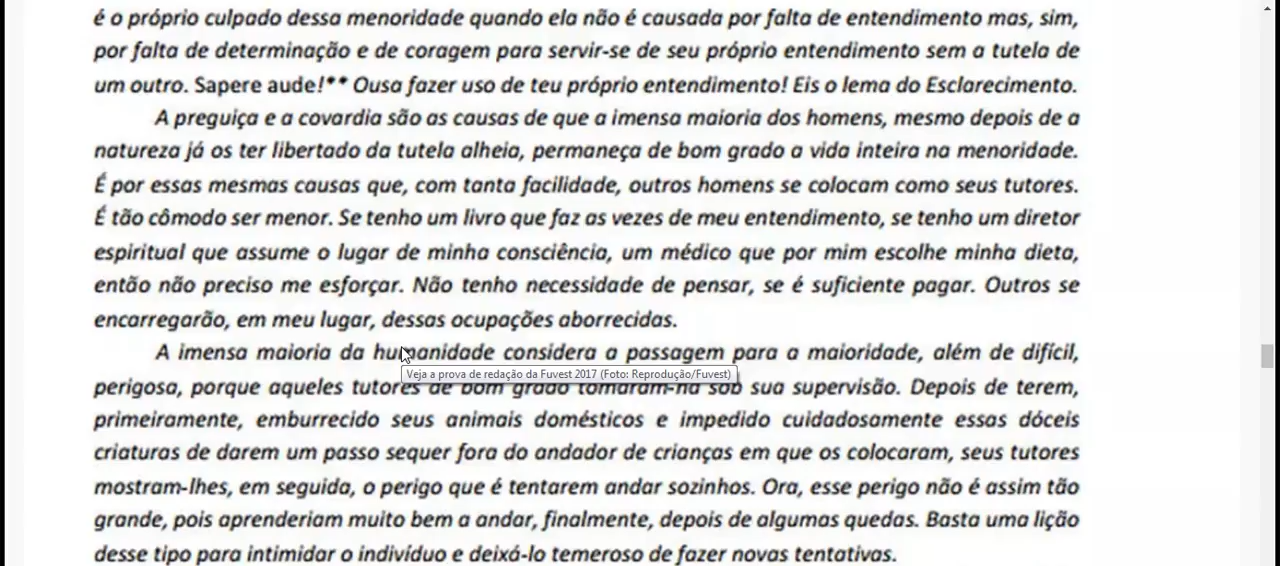 é o próprio culpado dessa menoridade quando ela não é causada por falta de entendimento mas, sim,
por falta de determinação e de coragem para servir-se de seu próprio entendimento sem a tutela de
um outro. Sapere aude!** Ousa fazer uso de teu próprio entendimento! Eis o lema do Esclarecimento.
A preguiça e a covardia são as causas de que a imensa maioria dos homens, mesmo depois de a
natureza já os ter libertado da tutela alheia, permaneça de bom grado a vida inteira na menoridade.
É por essas mesmas causas que, com tanta facilidade, outros homens se colocam como seus tutores.
É tão cômodo ser menor. Se tenho um livro que faz as vezes de meu entendimento, se tenho um diretor
espiritual que assume o lugar de minha consciência, um médico que por mim escolhe minha dieta,
então não preciso me esforçar. Não tenho necessidade de pensar, se é suficiente pagar. Outros se
encarregarão, em meu lugar, dessas ocupações aborrecidas.
A imensa maioria da humanidade considera a passagem para a maioridade, além de difícil,
Veja a prova de redação da Fuvest 2017 (Foto: Reprodução/Fuvest)
perigosa, porque aqueles tutores de bom grado tomaram-na sob sua supervisão. Depois de terem,
primeiramente, emburrecido seus animais domésticos e impedido cuidadosamente essas dóceis
criaturas de darem um passo sequer fora do andador de crianças em que os colocaram, seus tutores
mostram-lhes, em seguida, o perigo que é tentarem andar sozinhos. Ora, esse perigo não é assim tão
grande, pois aprenderiam muito bem a andar, finalmente, depois de algumas quedas. Basta uma lição
desse tipo para intimidar o indivíduo e deixá-lo temeroso de fazer novas tentativas.